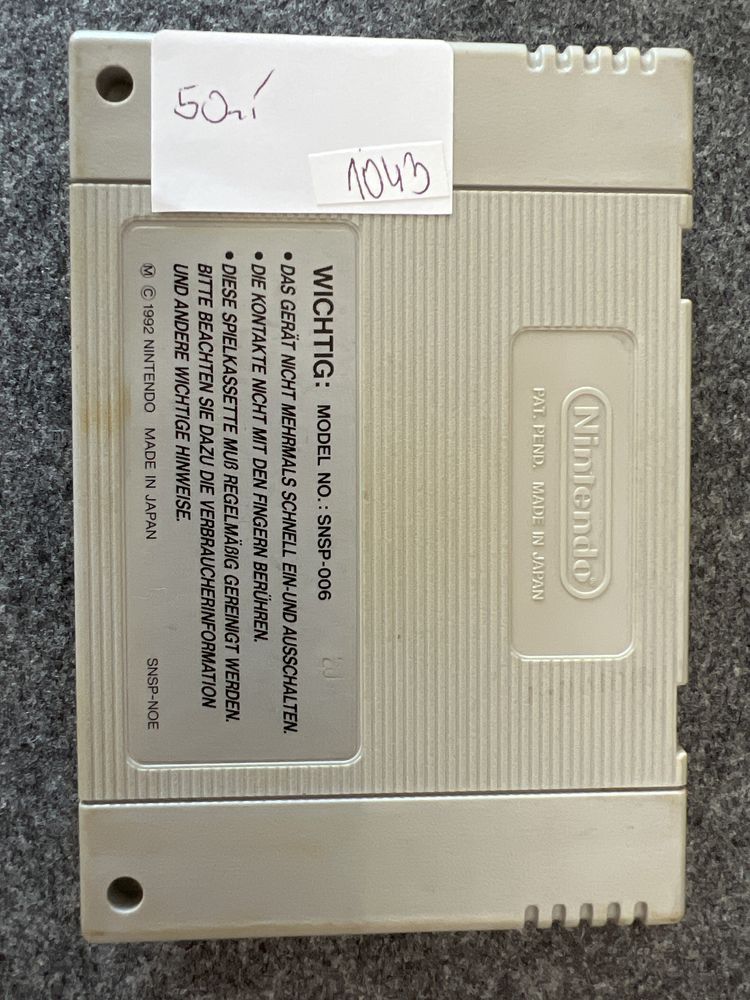 1043
WICHTIG: MODEL NO.: SNSP-006
• DAS GERÄT NICHT MEHRMALS SCHNELL EIN-UND AUSSCHALTEN.
• DIE KONTAKTE NICHT MIT DEN FINGERN BERÜHREN.
• DIESE SPIELKASSETTE MUß REGELMÄßIG GEREINIGT WERDEN.
BITTE BEACHTEN SIE DAZU DIE VERBRAUCHERINFORMATION
UND ANDERE WICHTIGE HINWEISE.
Ⓜ © 1992 NINTENDO MADE IN JAPAN SNSP-NOE
Nintendo®
PAT. PEND. MADE IN JAPAN